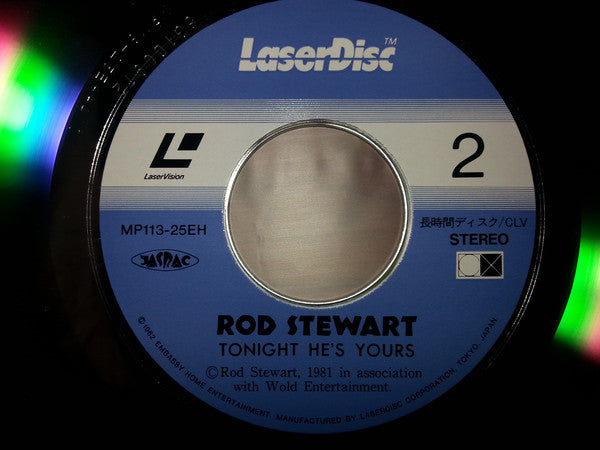 LaserDisc™
LaserVision
2
MP113-25EH
長時間ディスク/CLV
STEREO
JASRAC
ROD STEWART
TONIGHT HE'S YOURS
©Rod Stewart, 1981 in association
with Wold Entertainment.
©1982 EMBASSY HOME ENTERTAINMENT. MANUFACTURED BY LASERDISC CORPORATION, TOKYO, JAPAN